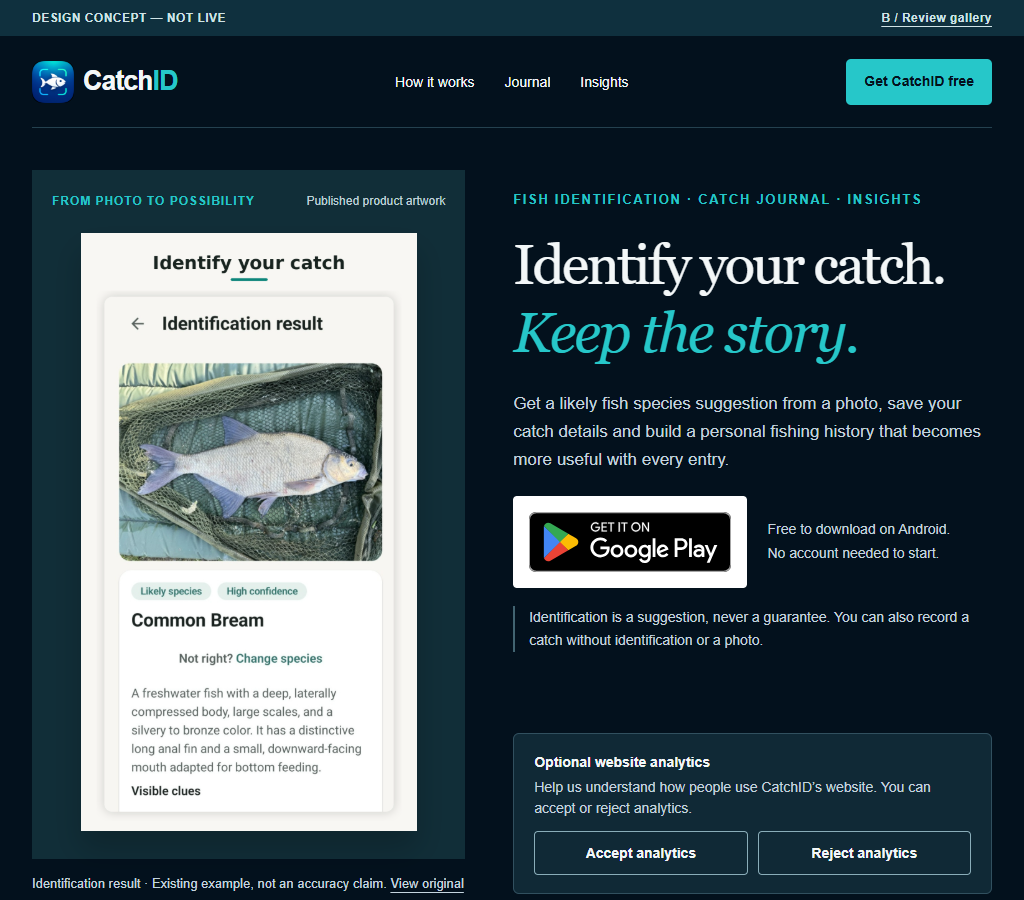 DESIGN CONCEPT — NOT LIVE
B / Review gallery
CatchID
How it works
Journal
Insights
Get CatchID free
FROM PHOTO TO POSSIBILITY
Published product artwork
Identify your catch
Identification result
Likely species
High confidence
Common Bream
Not right? Change species
A freshwater fish with a deep, laterally
compressed body, large scales, and a
silvery to bronze color. It has a distinctive
long anal fin and a small, downward-facing
mouth adapted for bottom feeding.
Visible clues
Identification result · Existing example, not an accuracy claim. View original
FISH IDENTIFICATION · CATCH JOURNAL · INSIGHTS
Identify your catch.
Keep the story.
Get a likely fish species suggestion from a photo, save your
catch details and build a personal fishing history that becomes
more useful with every entry.
GET IT ON
Google Play
Free to download on Android.
No account needed to start.
Identification is a suggestion, never a guarantee. You can also record a
catch without identification or a photo.
Optional website analytics
Help us understand how people use CatchID’s website. You can
accept or reject analytics.
Accept analytics
Reject analytics